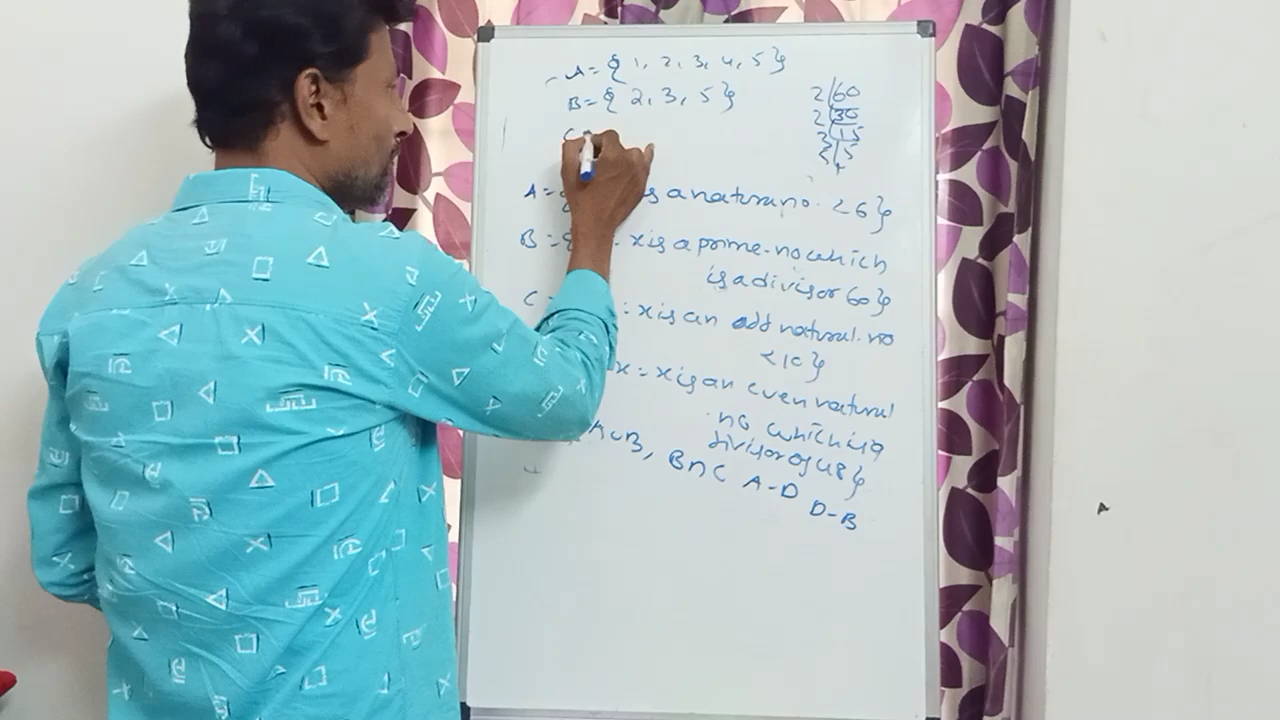 A = { 1, 2, 3, 4, 5 }
B = { 2, 3, 5 }
2 | 60
2 | 30
3 | 15
5
C
A = is a natura no. < 6 }
B = { : x is a prime. no which
is a divisor 60 }
C : x is an odd natural. no
< 10 }
x = x is an even natural
no which is a
divisor of 48 }
A∪B, B∩C A-D D-B